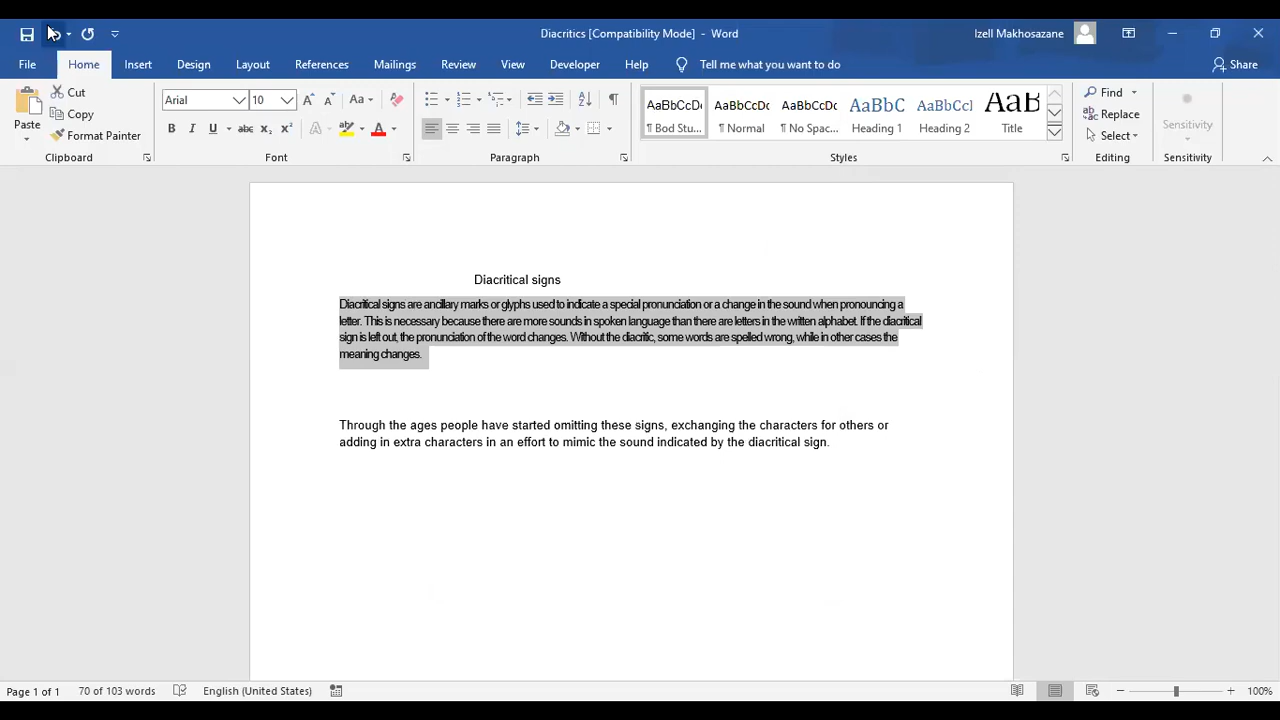 Diacritics [Compatibility Mode] - Word
Izell Makhosazane
File Home Insert Design Layout References Mailings Review View Developer Help Tell me what you want to do Share
Paste
Cut
Copy
Format Painter
Clipboard
Arial 10
Aa
B I U abc x₂ x² A
Font
Paragraph
AaBbCcDc AaBbCcDc AaBbCcDc AaBbC AaBbCcI AaB
¶ Bod Stu... ¶ Normal ¶ No Spac... Heading 1 Heading 2 Title
Styles
Find
Replace
Select
Editing
Sensitivity
Sensitivity
Diacritical signs
Diacritical signs are ancillary marks or glyphs used to indicate a special pronunciation or a change in the sound when pronouncing a
letter. This is necessary because there are more sounds in spoken language than there are letters in the written alphabet. If the diacritical
sign is left out, the pronunciation of the word changes. Without the diacritic, some words are spelled wrong, while in other cases the
meaning changes.
Through the ages people have started omitting these signs, exchanging the characters for others or
adding in extra characters in an effort to mimic the sound indicated by the diacritical sign.
Page 1 of 1 70 of 103 words English (United States) 100%